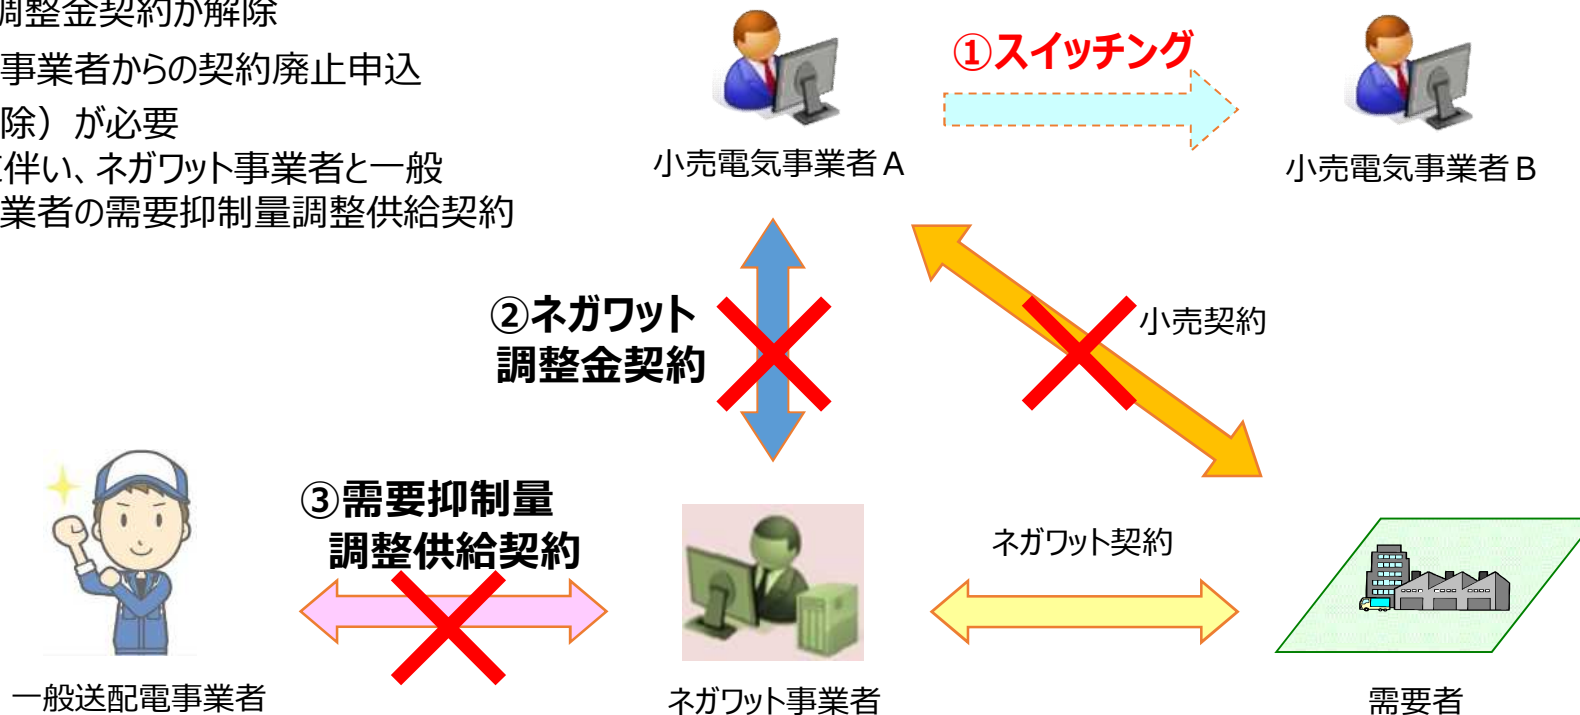 調整金契約が解除
事業者からの契約廃止申込
除）が必要
伴い、ネガワット事業者と一般
業者の需要抑制量調整供給契約
①スイッチング
小売電気事業者A
小売電気事業者B
②ネガワット
調整金契約
小売契約
③需要抑制量
調整供給契約
ネガワット契約
一般送配電事業者
ネガワット事業者
需要者